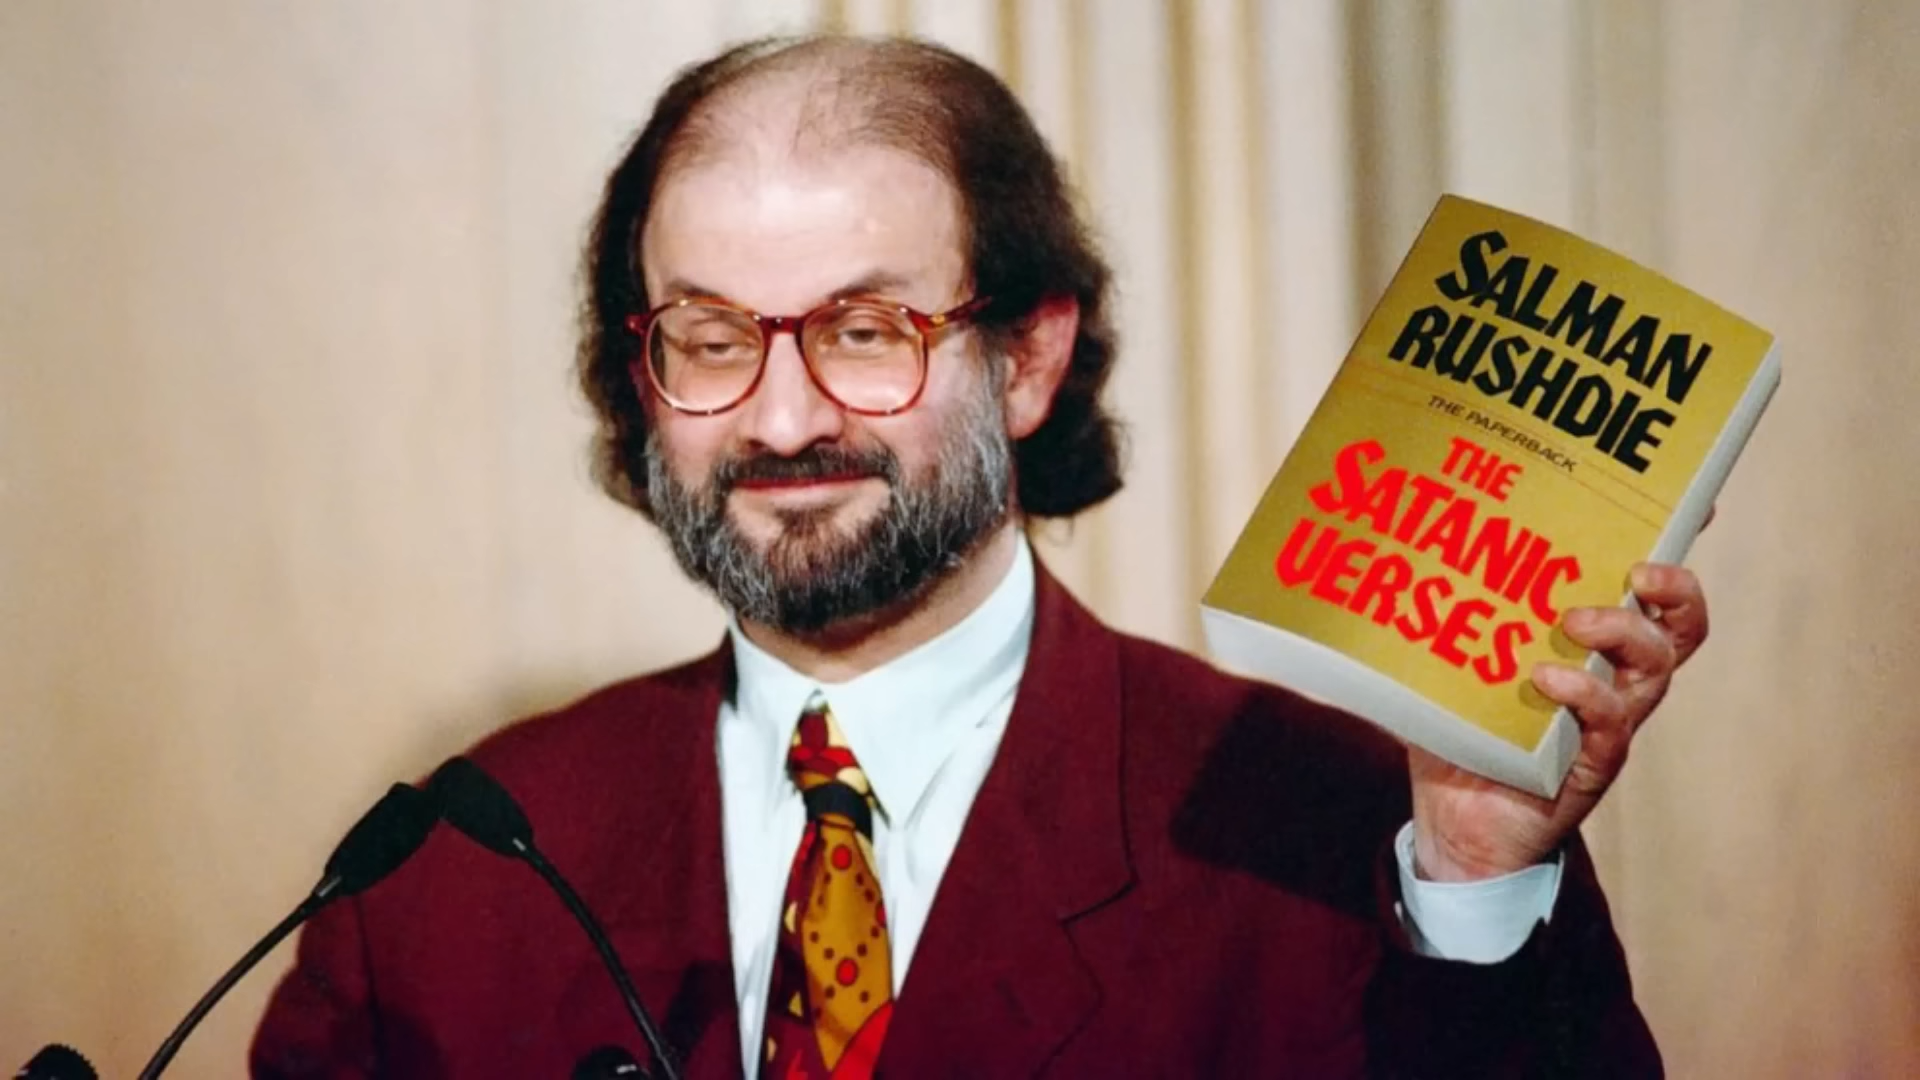 SALMAN
RUSHDIE
THE PAPERBACK
THE
SATANIC
VERSES